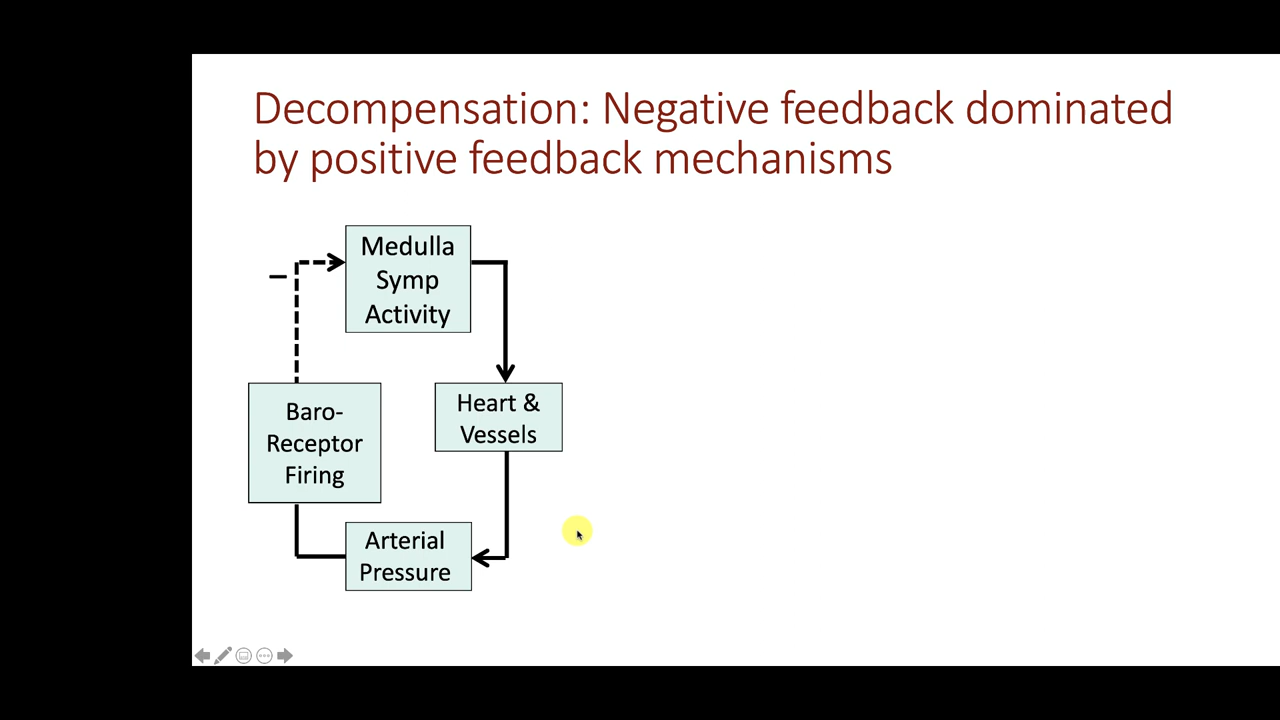 Decompensation: Negative feedback dominated
by positive feedback mechanisms
Medulla
Symp
Activity
–
Heart &
Vessels
Baro-
Receptor
Firing
Arterial
Pressure